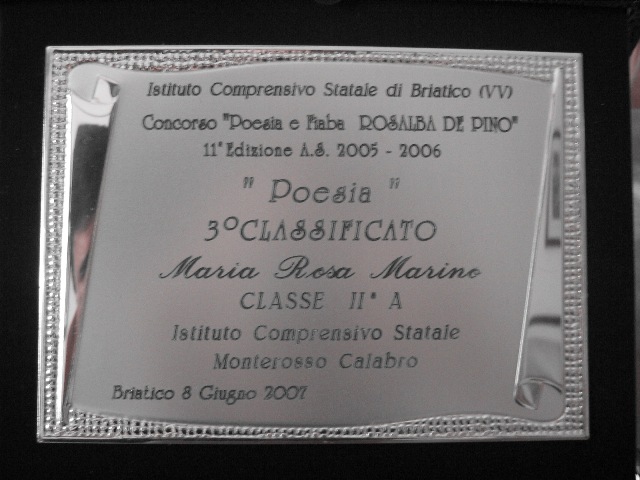 Istituto Comprensivo Statale di Briatico (VV)
Concorso "Poesia e Fiaba ROSALBA DE PINO"
11ª Edizione A.S. 2005 - 2006
" Poesia "
3° CLASSIFICATO
Maria Rosa Marino
CLASSE II ª A
Istituto Comprensivo Statale
Monterosso Calabro
Briatico 8 Giugno 2007